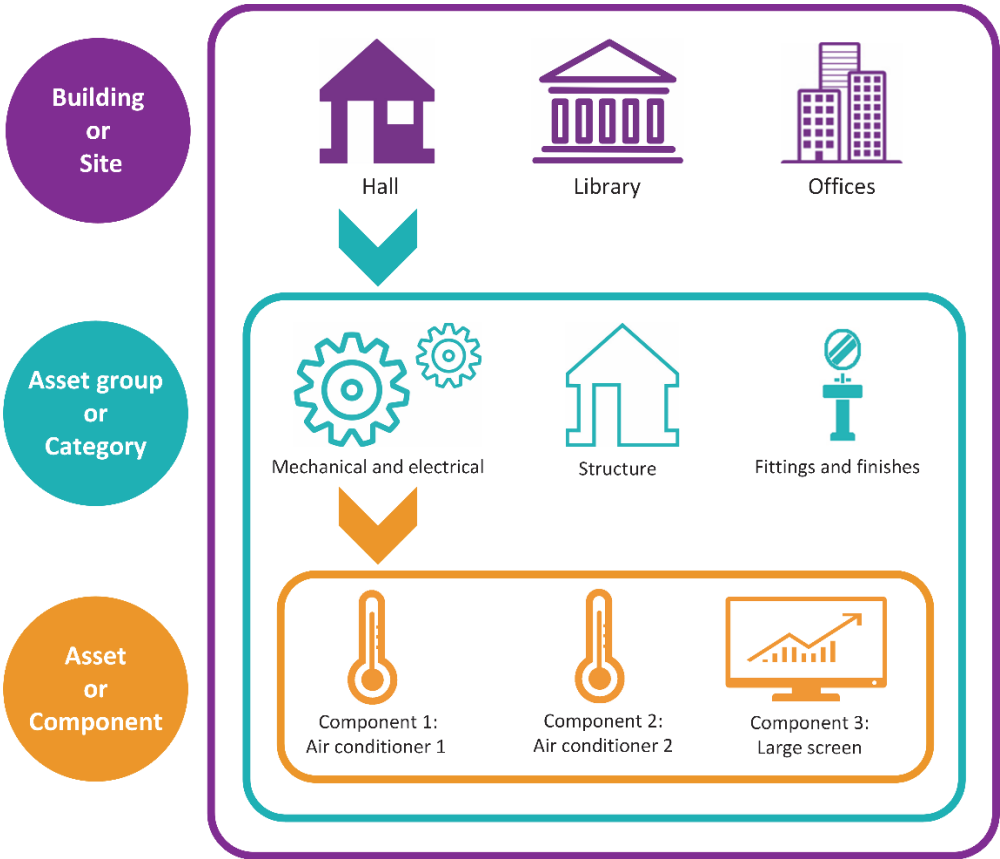 Building
or
Site
Hall
Library
Offices
Asset group
or
Category
Mechanical and electrical
Structure
Fittings and finishes
Asset
or
Component
Component 1:
Air conditioner 1
Component 2:
Air conditioner 2
Component 3:
Large screen